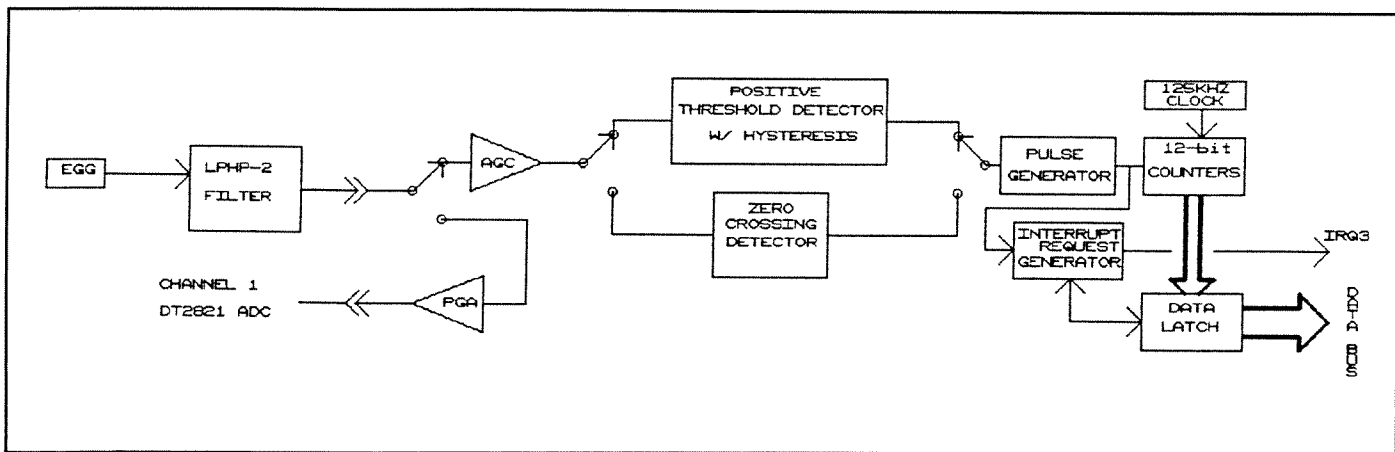 EGG
LPHP-2
FILTER
AGC
POSITIVE
THRESHOLD DETECTOR
W/ HYSTERESIS
ZERO
CROSSING
DETECTOR
PULSE
GENERATOR
125KHZ
CLOCK
12-bit
COUNTERS
INTERRUPT
REQUEST
GENERATOR
IRQ3
CHANNEL 1
DT2821 ADC
PGA
DATA
LATCH
DATA BUS